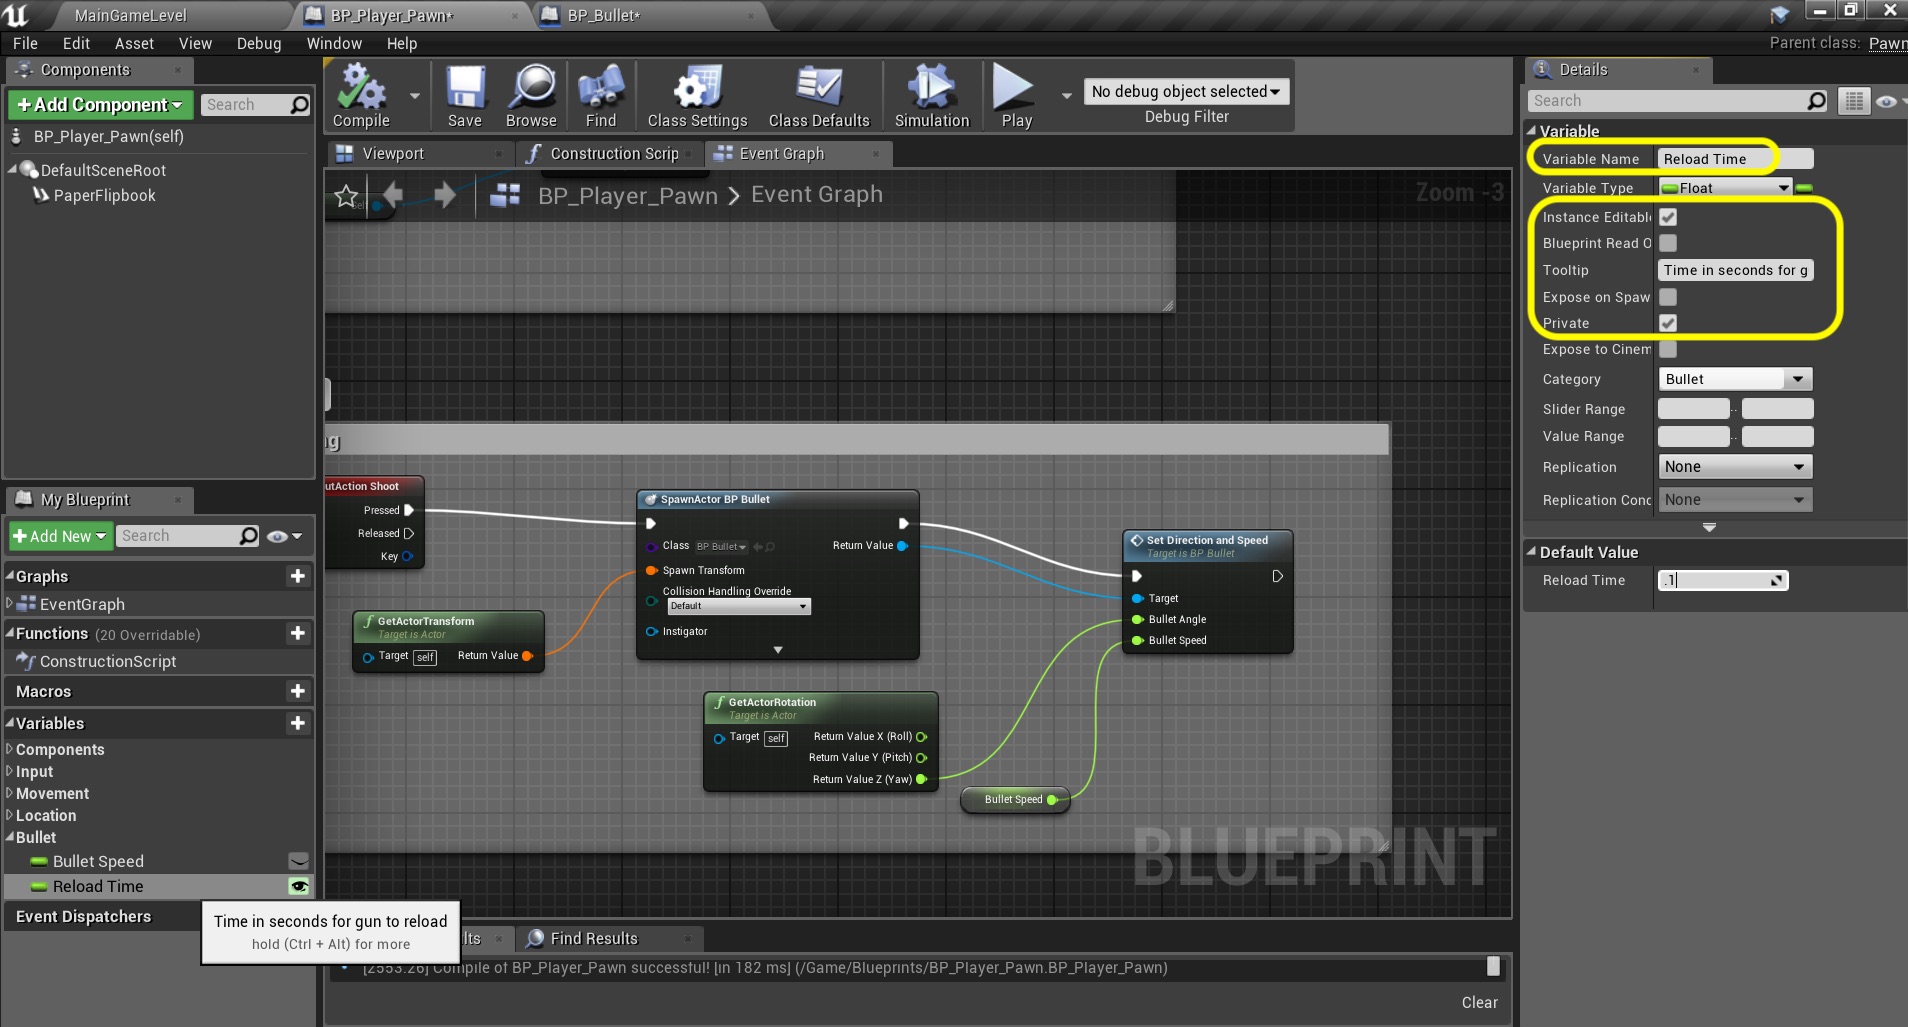 MainGameLevel
BP_Player_Pawn*
BP_Bullet*
File Edit Asset View Debug Window Help
Parent class: Pawn
Components
+Add Component
Search
BP_Player_Pawn(self)
DefaultSceneRoot
PaperFlipbook
Compile
Save
Browse
Find
Class Settings
Class Defaults
Simulation
Play
No debug object selected
Debug Filter
Viewport
Construction Scrip
Event Graph
BP_Player_Pawn > Event Graph
Zoom -3
self
ng
utAction Shoot
Pressed
Released
Key
SpawnActor BP Bullet
Class BP Bullet
Return Value
Spawn Transform
Collision Handling Override
Default
Instigator
GetActorTransform
Target is Actor
Target self
Return Value
Set Direction and Speed
Target is BP Bullet
Target
Bullet Angle
Bullet Speed
GetActorRotation
Target is Actor
Target self
Return Value X (Roll)
Return Value Y (Pitch)
Return Value Z (Yaw)
Bullet Speed
BLUEPRINT
My Blueprint
+Add New
Search
Graphs
EventGraph
Functions (20 Overridable)
ConstructionScript
Macros
Variables
Components
Input
Movement
Location
Bullet
Bullet Speed
Reload Time
Event Dispatchers
Time in seconds for gun to reload
hold (Ctrl + Alt) for more
ults
Find Results
[2553.26] Compile of BP_Player_Pawn successful! [in 182 ms] (/Game/Blueprints/BP_Player_Pawn.BP_Player_Pawn)
Clear
Details
Search
Variable
Variable Name Reload Time
Variable Type Float
Instance Editabl
Blueprint Read O
Tooltip Time in seconds for g
Expose on Spaw
Private
Expose to Cinem
Category Bullet
Slider Range
Value Range
Replication None
Replication Conc None
Default Value
Reload Time .1